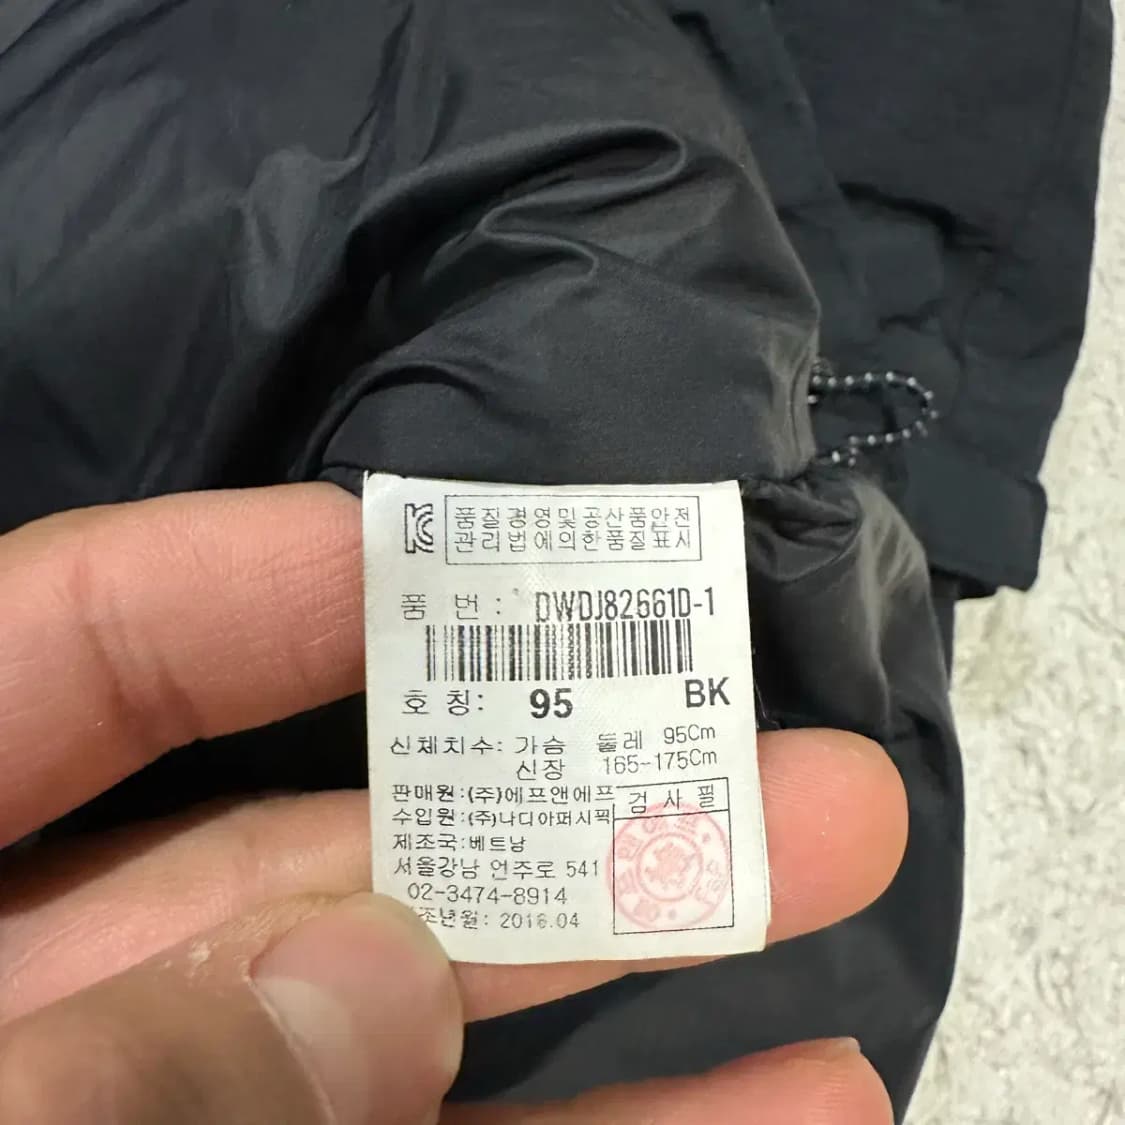 품질경영및공산품안전
관리법에의한품질표시
품 번: DWDJ82661D-1
호 칭: 95 BK
신체치수: 가슴 둘레 95Cm
신장 165-175Cm
판매원:(주)에프앤에프
수입원:(주)나디아퍼시픽
제조국:베트남
서울강남 언주로 541
02-3474-8914
조년월: 2016.04
검 사 필